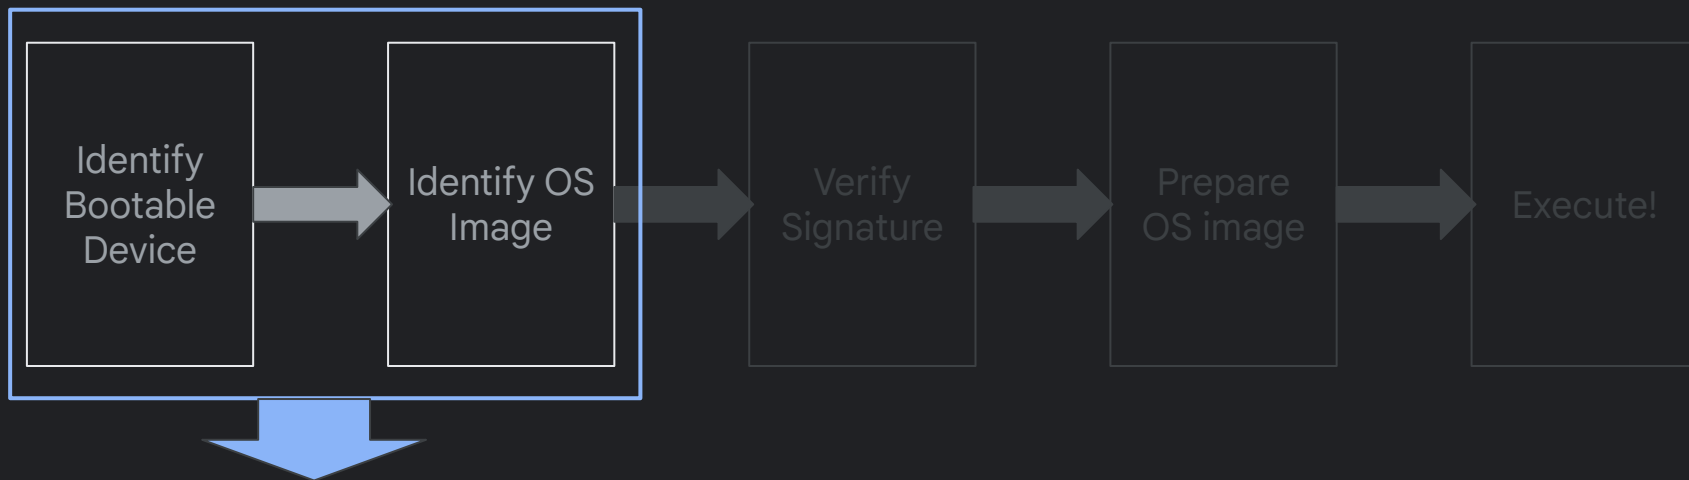 Identify
Bootable
Device
Identify OS
Image
Verify
Signature
Prepare
OS image
Execute!